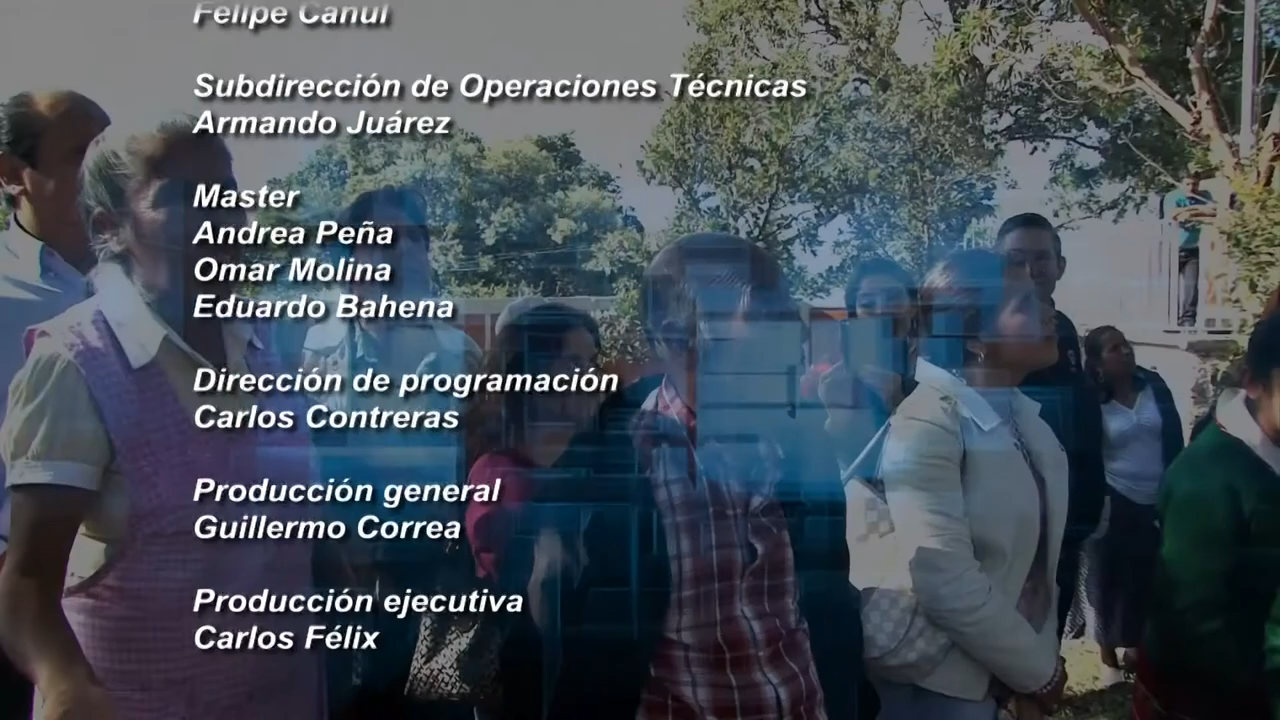 Felipe Canul
Subdirección de Operaciones Técnicas
Armando Juárez
Master
Andrea Peña
Omar Molina
Eduardo Bahena
Dirección de programación
Carlos Contreras
Producción general
Guillermo Correa
Producción ejecutiva
Carlos Félix